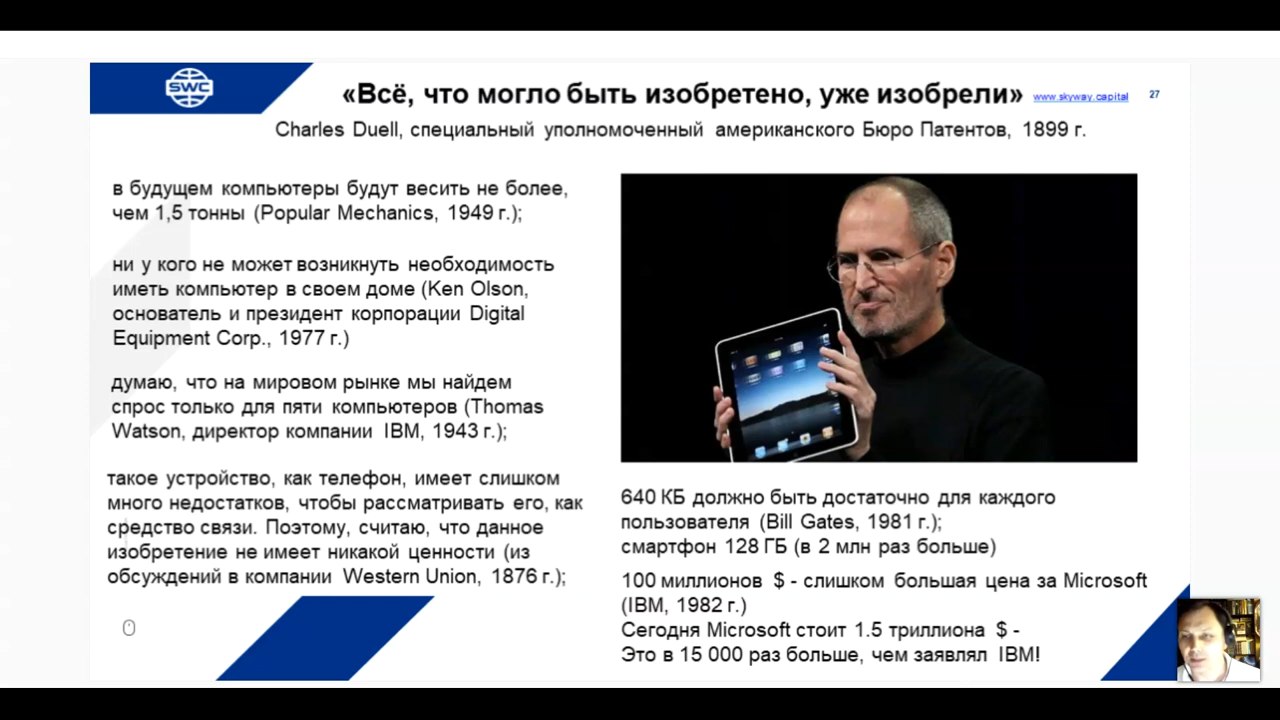 SWC
«Всё, что могло быть изобретено, уже изобрели»
www.skyway.capital
27
Charles Duell, специальный уполномоченный американского Бюро Патентов, 1899 г.
в будущем компьютеры будут весить не более,
чем 1,5 тонны (Popular Mechanics, 1949 г.);
ни у кого не может возникнуть необходимость
иметь компьютер в своем доме (Ken Olson,
основатель и президент корпорации Digital
Equipment Corp., 1977 г.)
думаю, что на мировом рынке мы найдем
спрос только для пяти компьютеров (Thomas
Watson, директор компании IBM, 1943 г.);
такое устройство, как телефон, имеет слишком
много недостатков, чтобы рассматривать его, как
средство связи. Поэтому, считаю, что данное
изобретение не имеет никакой ценности (из
обсуждений в компании Western Union, 1876 г.);
640 КБ должно быть достаточно для каждого
пользователя (Bill Gates, 1981 г.);
смартфон 128 ГБ (в 2 млн раз больше)
100 миллионов $ - слишком большая цена за Microsoft
(IBM, 1982 г.)
Сегодня Microsoft стоит 1.5 триллиона $ -
Это в 15 000 раз больше, чем заявлял IBM!